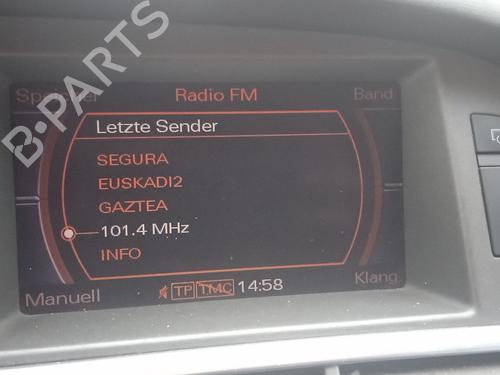 Speicher Radio FM Band
Letzte Sender
SEGURA
EUSKADI2
GAZTEA
101.4 MHz
INFO
Manuell TP TMC 14:58 Klang
B-PARTS